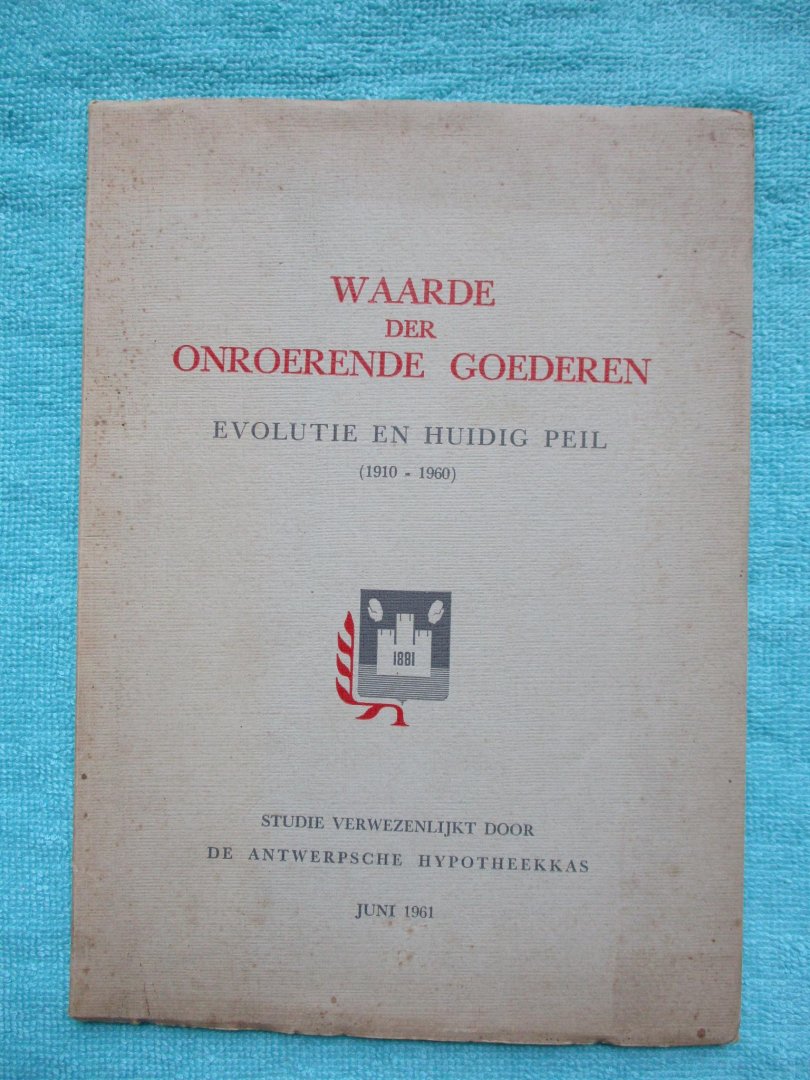 WAARDE
DER
ONROERENDE GOEDEREN
EVOLUTIE EN HUIDIG PEIL
(1910 - 1960)
1881
STUDIE VERWEZENLIJKT DOOR
DE ANTWERPSCHE HYPOTHEEKKAS
JUNI 1961